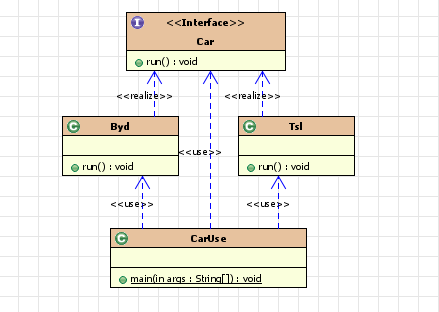 <<Interface>>
I
Car
run() : void
<<realize>>
<<realize>>
C
Byd
C
Tsl
<<use>>
run() : void
run() : void
<<use>>
<<use>>
C
CarUse
main(in args : String[]) : void